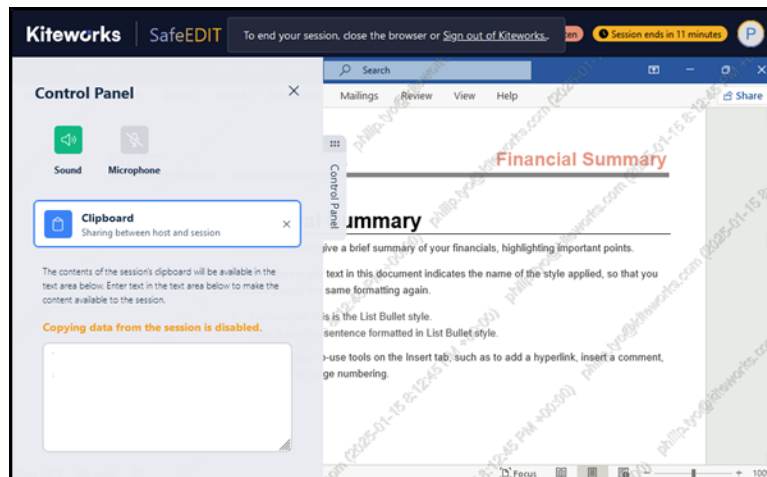 Kiteworks
SafeEDIT
To end your session, close the browser or Sign out of Kiteworks.
Session ends in 11 minutes
P
Control Panel
Sound
Microphone
Clipboard
Sharing between host and session
The contents of the session's clipboard will be available in the
text area below. Enter text in the text area below to make the
content available to the session.
Copying data from the session is disabled.
Control Panel
Search
Mailings
Review
View
Help
Share
Financial Summary
give a brief summary of your financials, highlighting important points.
text in this document indicates the name of the style applied, so that you
same formatting again.
is is the List Bullet style.
sentence formatted in List Bullet style.
-use tools on the Insert tab, such as to add a hyperlink, insert a comment,
numbering.
Focus
100